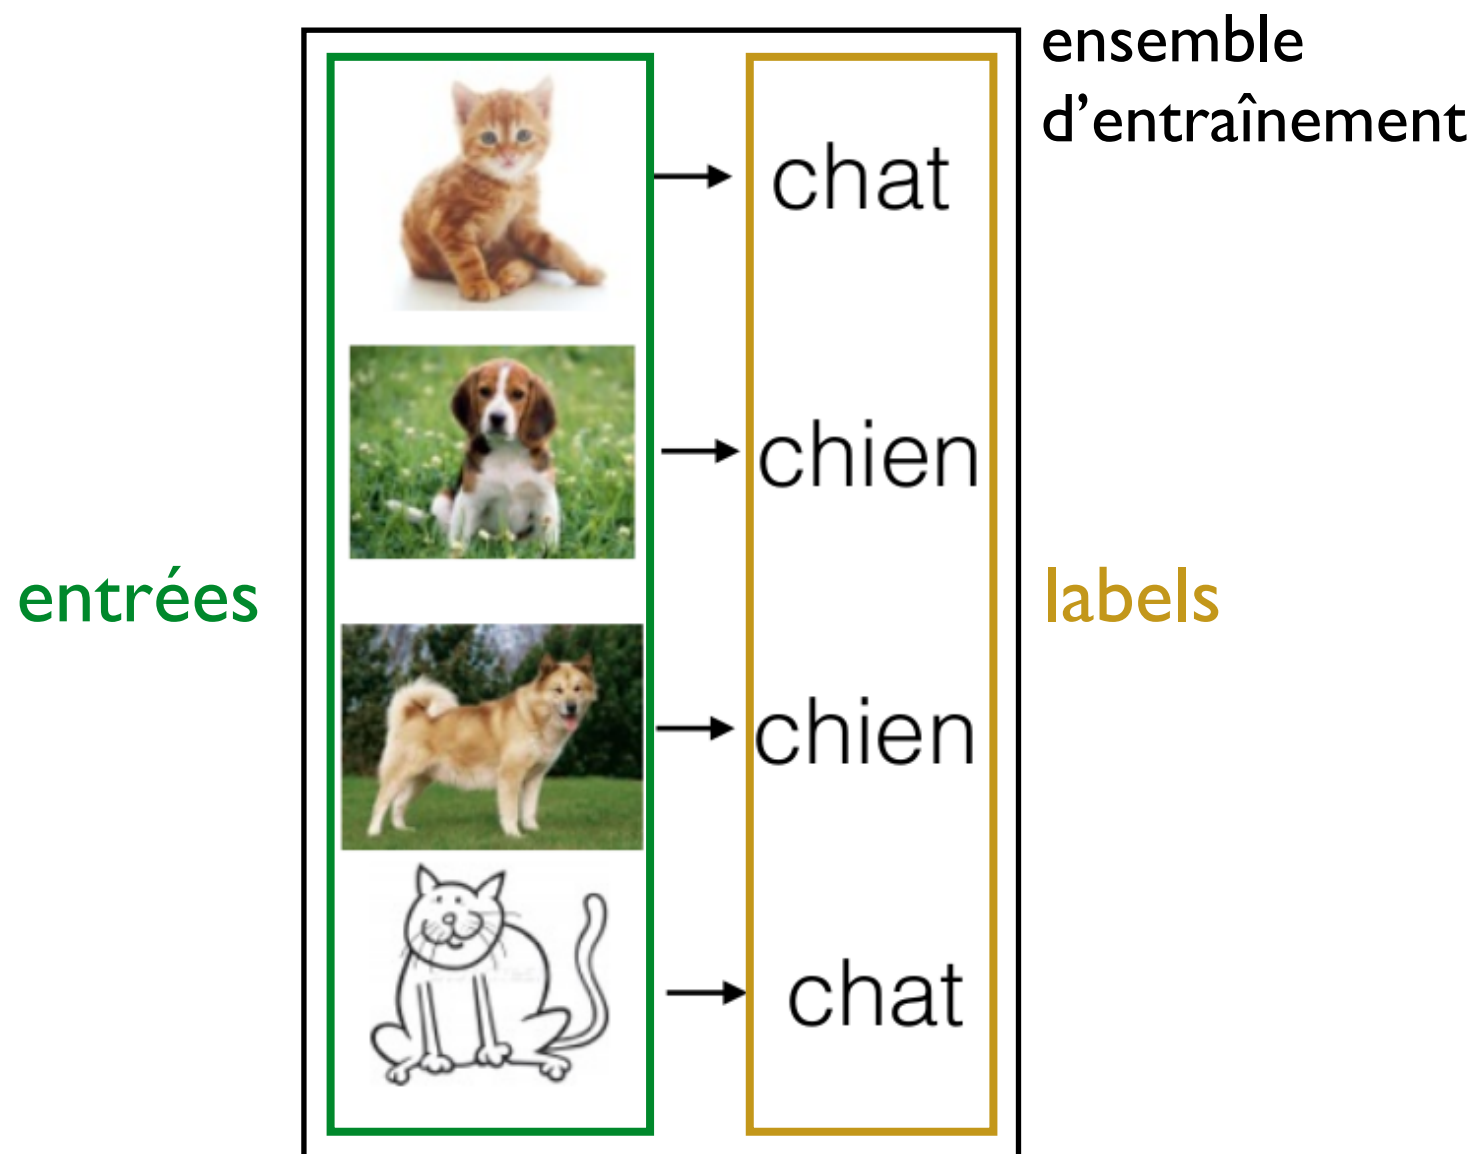 ensemble
d’entraînement
chat
chien
entrées
labels
chien
chat